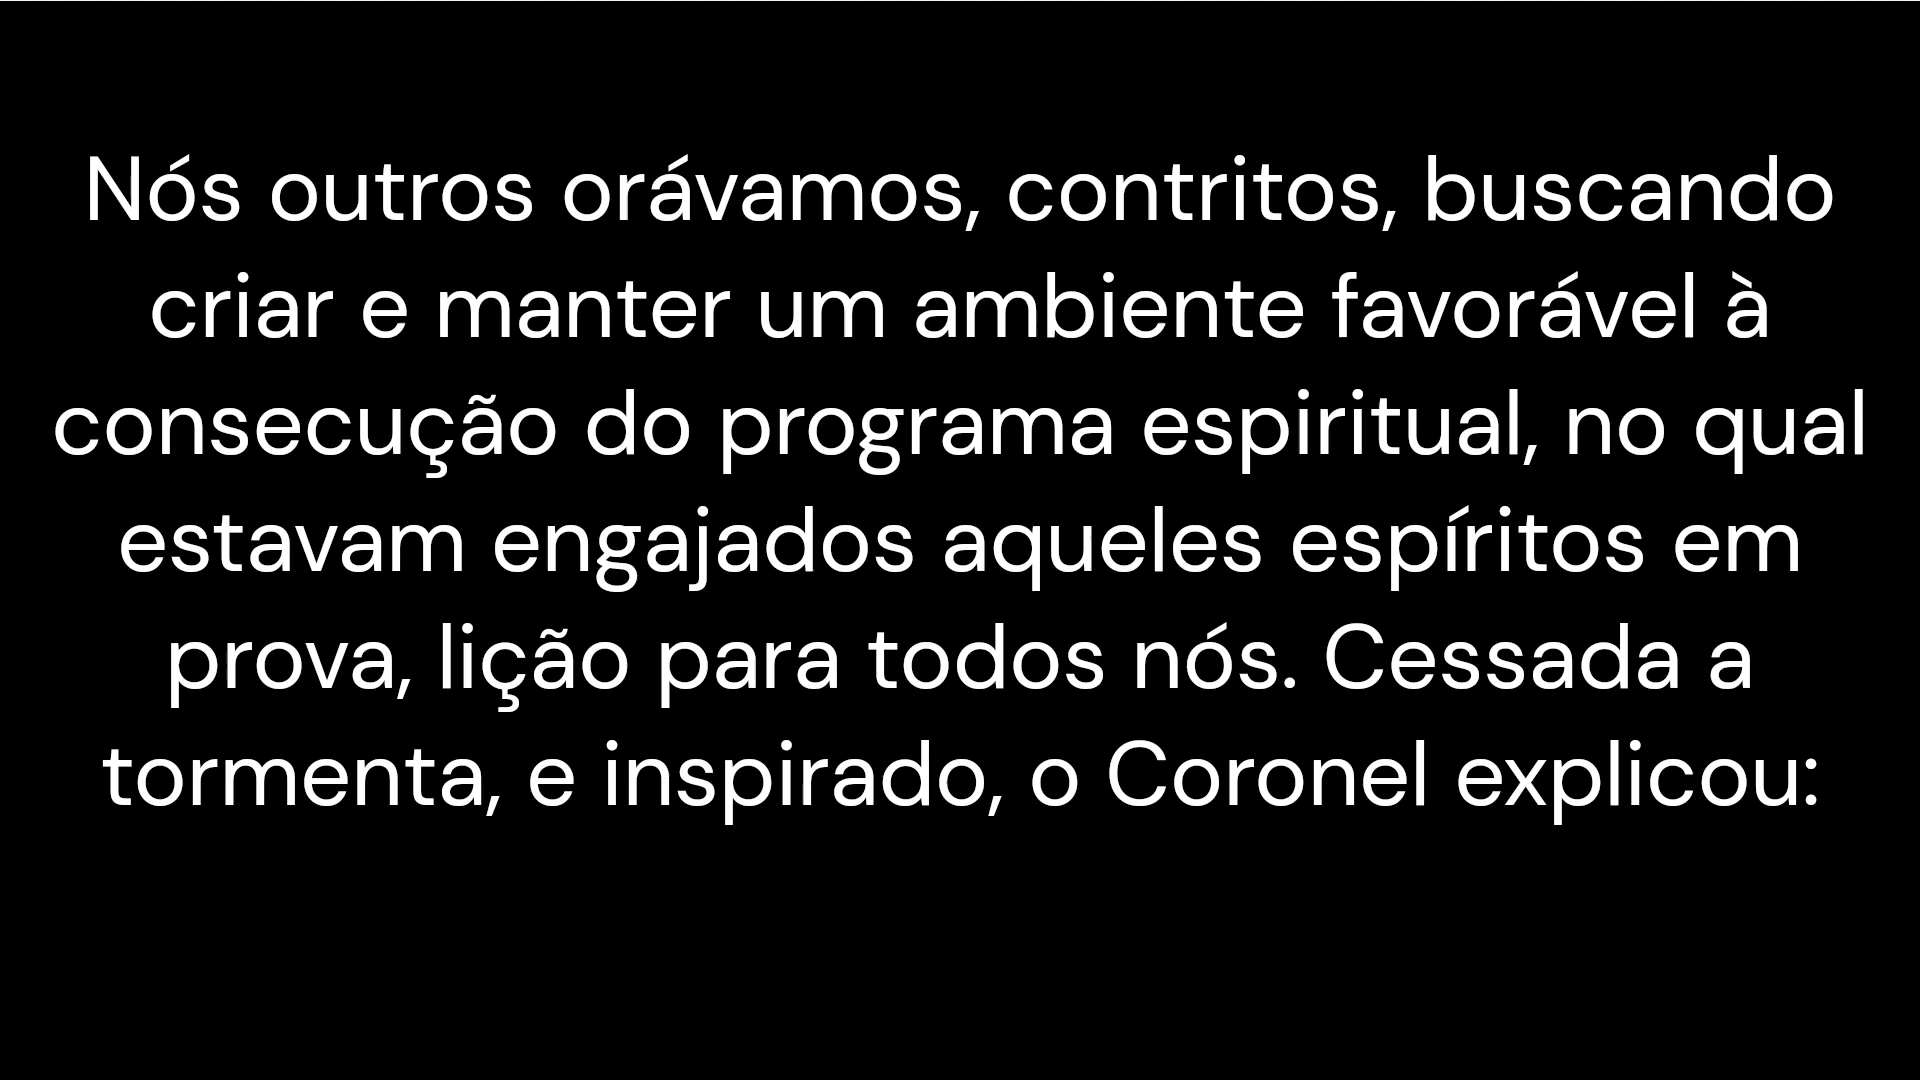 Nós outros orávamos, contritos, buscando
criar e manter um ambiente favorável à
consecução do programa espiritual, no qual
estavam engajados aqueles espíritos em
prova, lição para todos nós. Cessada a
tormenta, e inspirado, o Coronel explicou: